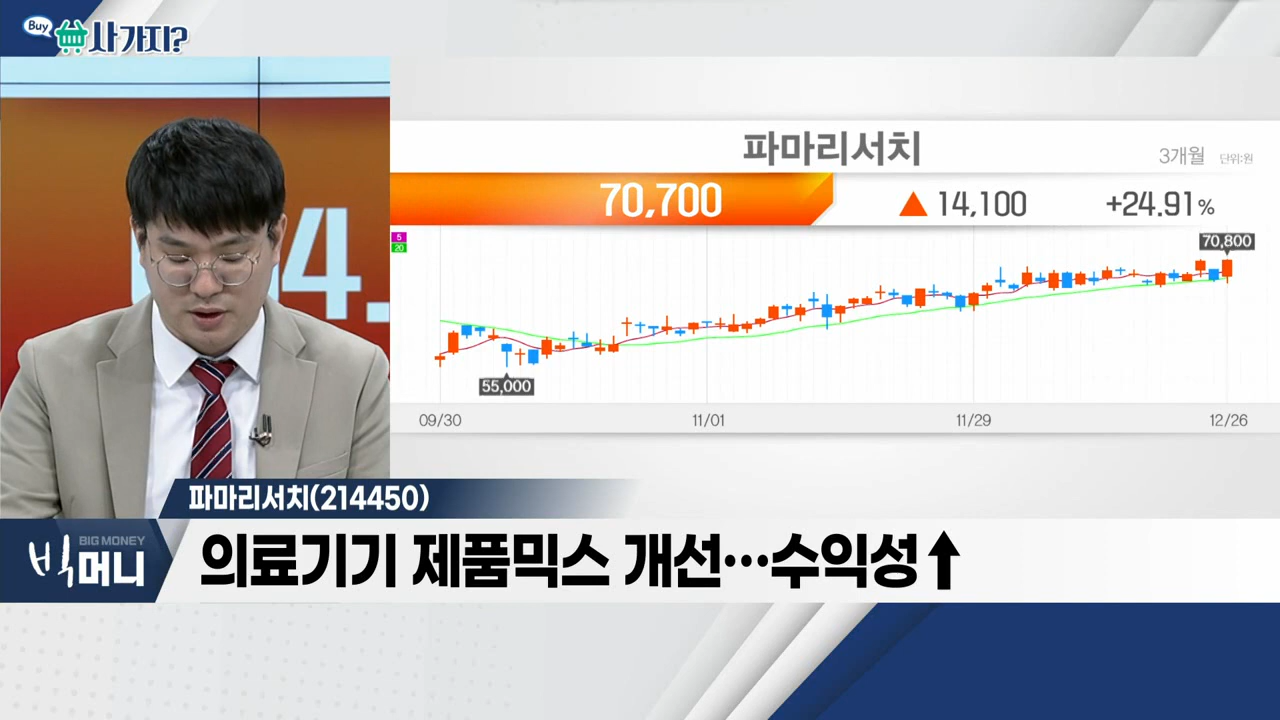 Buy 사가지?
파마리서치
3개월 단위:원
70,700 ▲ 14,100 +24.91%
5
20
70,800
55,000
09/30 11/01 11/29 12/26
4.
파마리서치(214450)
BIG MONEY
빅머니
의료기기 제품믹스 개선…수익성↑